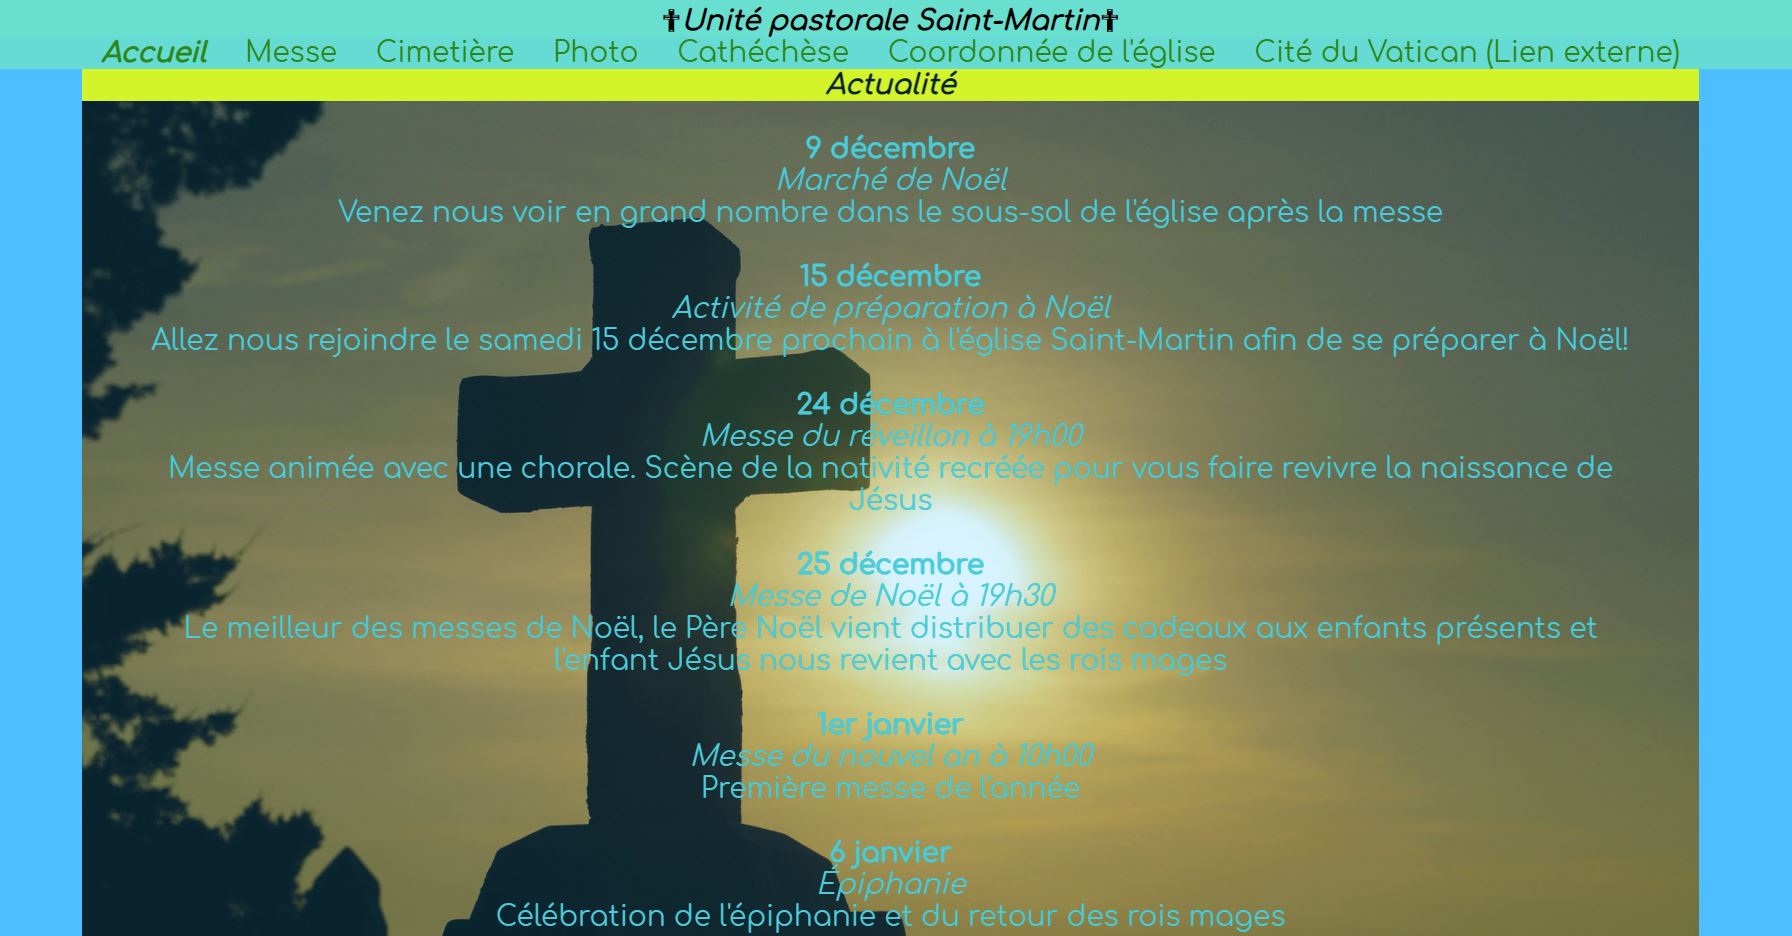 ✝Unité pastorale Saint-Martin✝
Accueil Messe Cimetière Photo Cathéchèse Coordonnée de l'église Cité du Vatican (Lien externe)
Actualité
9 décembre
Marché de Noël
Venez nous voir en grand nombre dans le sous-sol de l'église après la messe
15 décembre
Activité de préparation à Noël
Allez nous rejoindre le samedi 15 décembre prochain à l'église Saint-Martin afin de se préparer à Noël!
24 décembre
Messe du réveillon à 19h00
Messe animée avec une chorale. Scène de la nativité recréée pour vous faire revivre la naissance de
Jésus
25 décembre
Messe de Noël à 19h30
Le meilleur des messes de Noël, le Père Noël vient distribuer des cadeaux aux enfants présents et
l'enfant Jésus nous revient avec les rois mages
1er janvier
Messe du nouvel an à 10h00
Première messe de l'année
6 janvier
Épiphanie
Célébration de l'épiphanie et du retour des rois mages